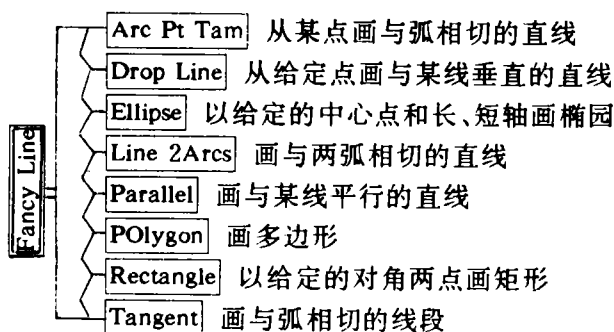 Fancy Line
Arc Pt Tam 从某点画与弧相切的直线
Drop Line 从给定点画与某线垂直的直线
Ellipse 以给定的中心点和长、短轴画椭园
Line 2Arcs 画与两弧相切的直线
Parallel 画与某线平行的直线
POlygon 画多边形
Rectangle 以给定的对角两点画矩形
Tangent 画与弧相切的线段